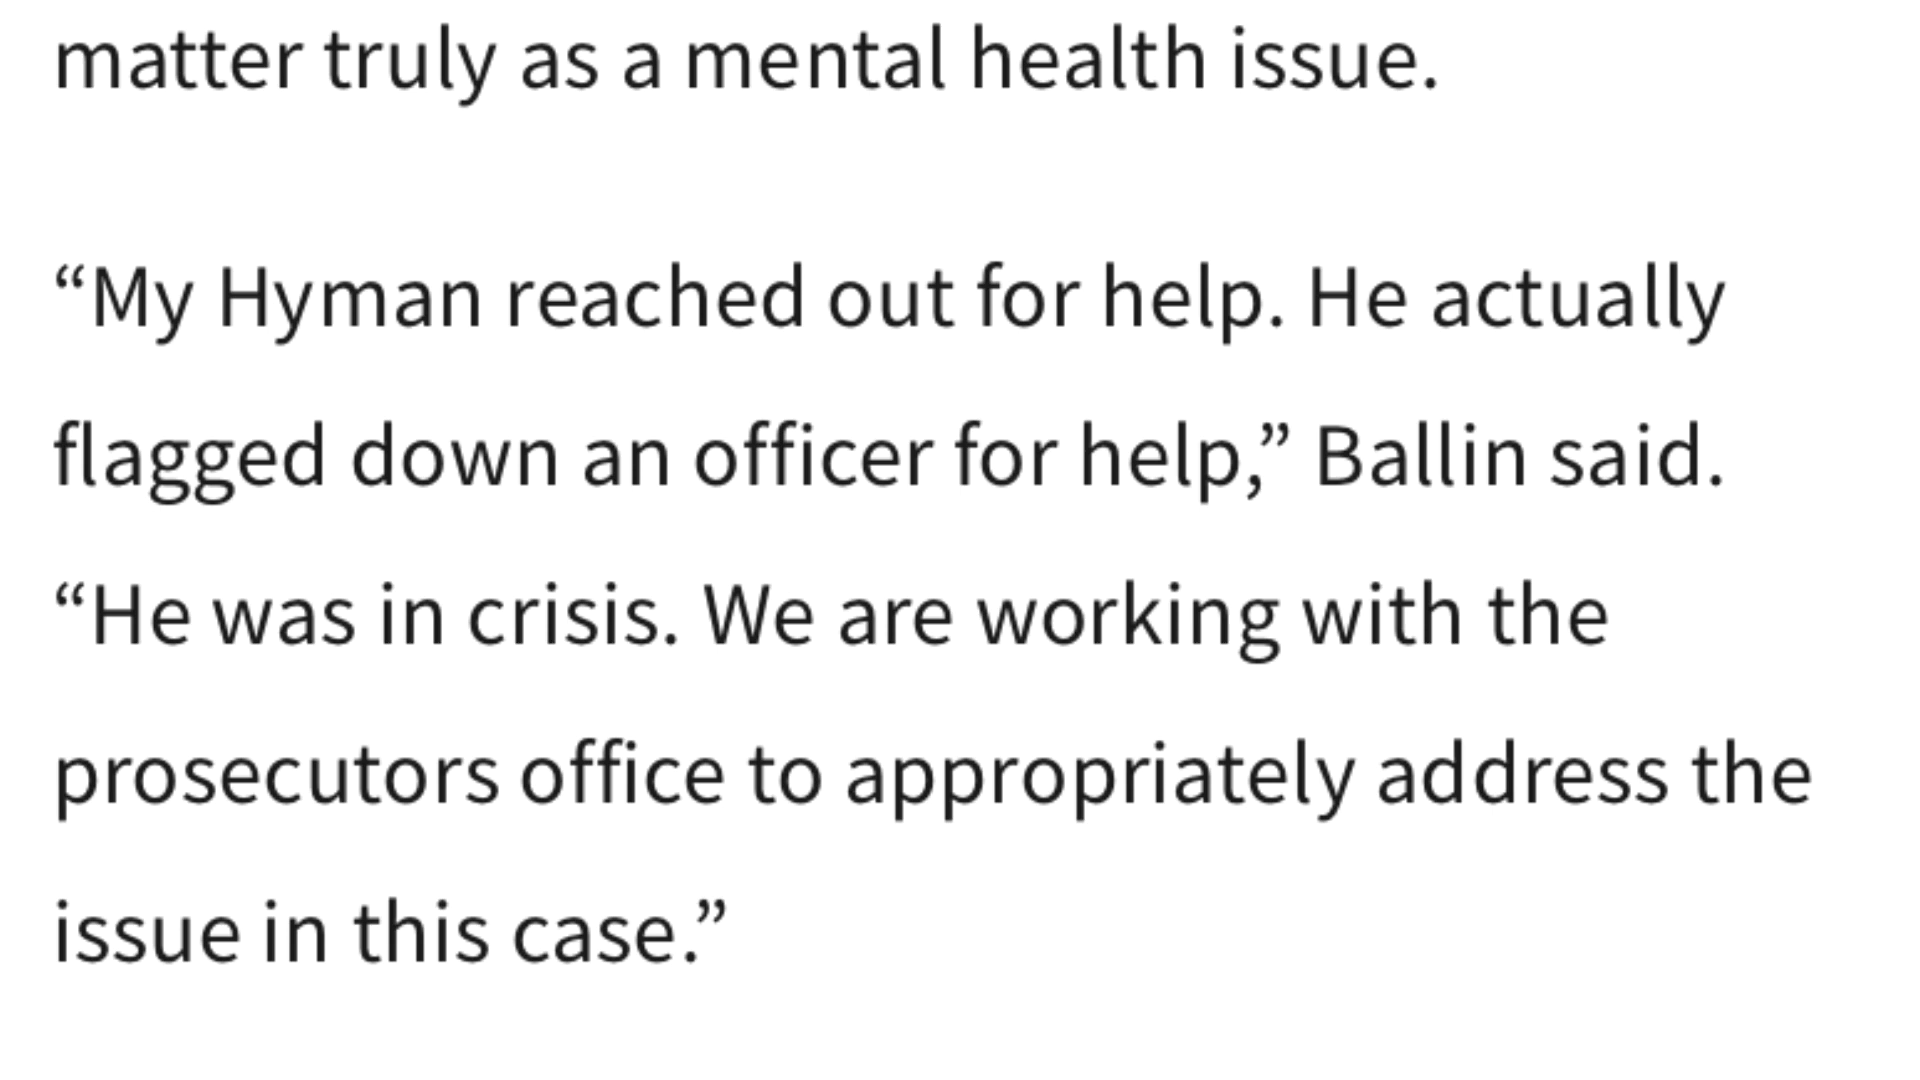 matter truly as a mental health issue.
“My Hyman reached out for help. He actually
flagged down an officer for help,” Ballin said.
“He was in crisis. We are working with the
prosecutors office to appropriately address the
issue in this case.”